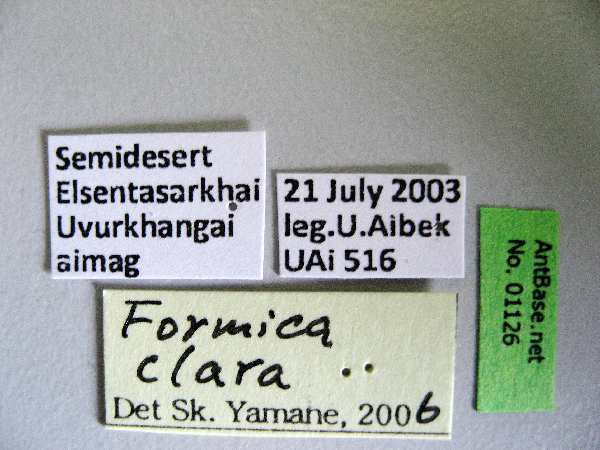 Semidesert
Elsentasarkhai
Uvurkhangai
aimag
21 July 2003
leg.U.Aibek
UAi 516
Formica
clara
Det Sk. Yamane, 2006
AntBase.net
No. 01126